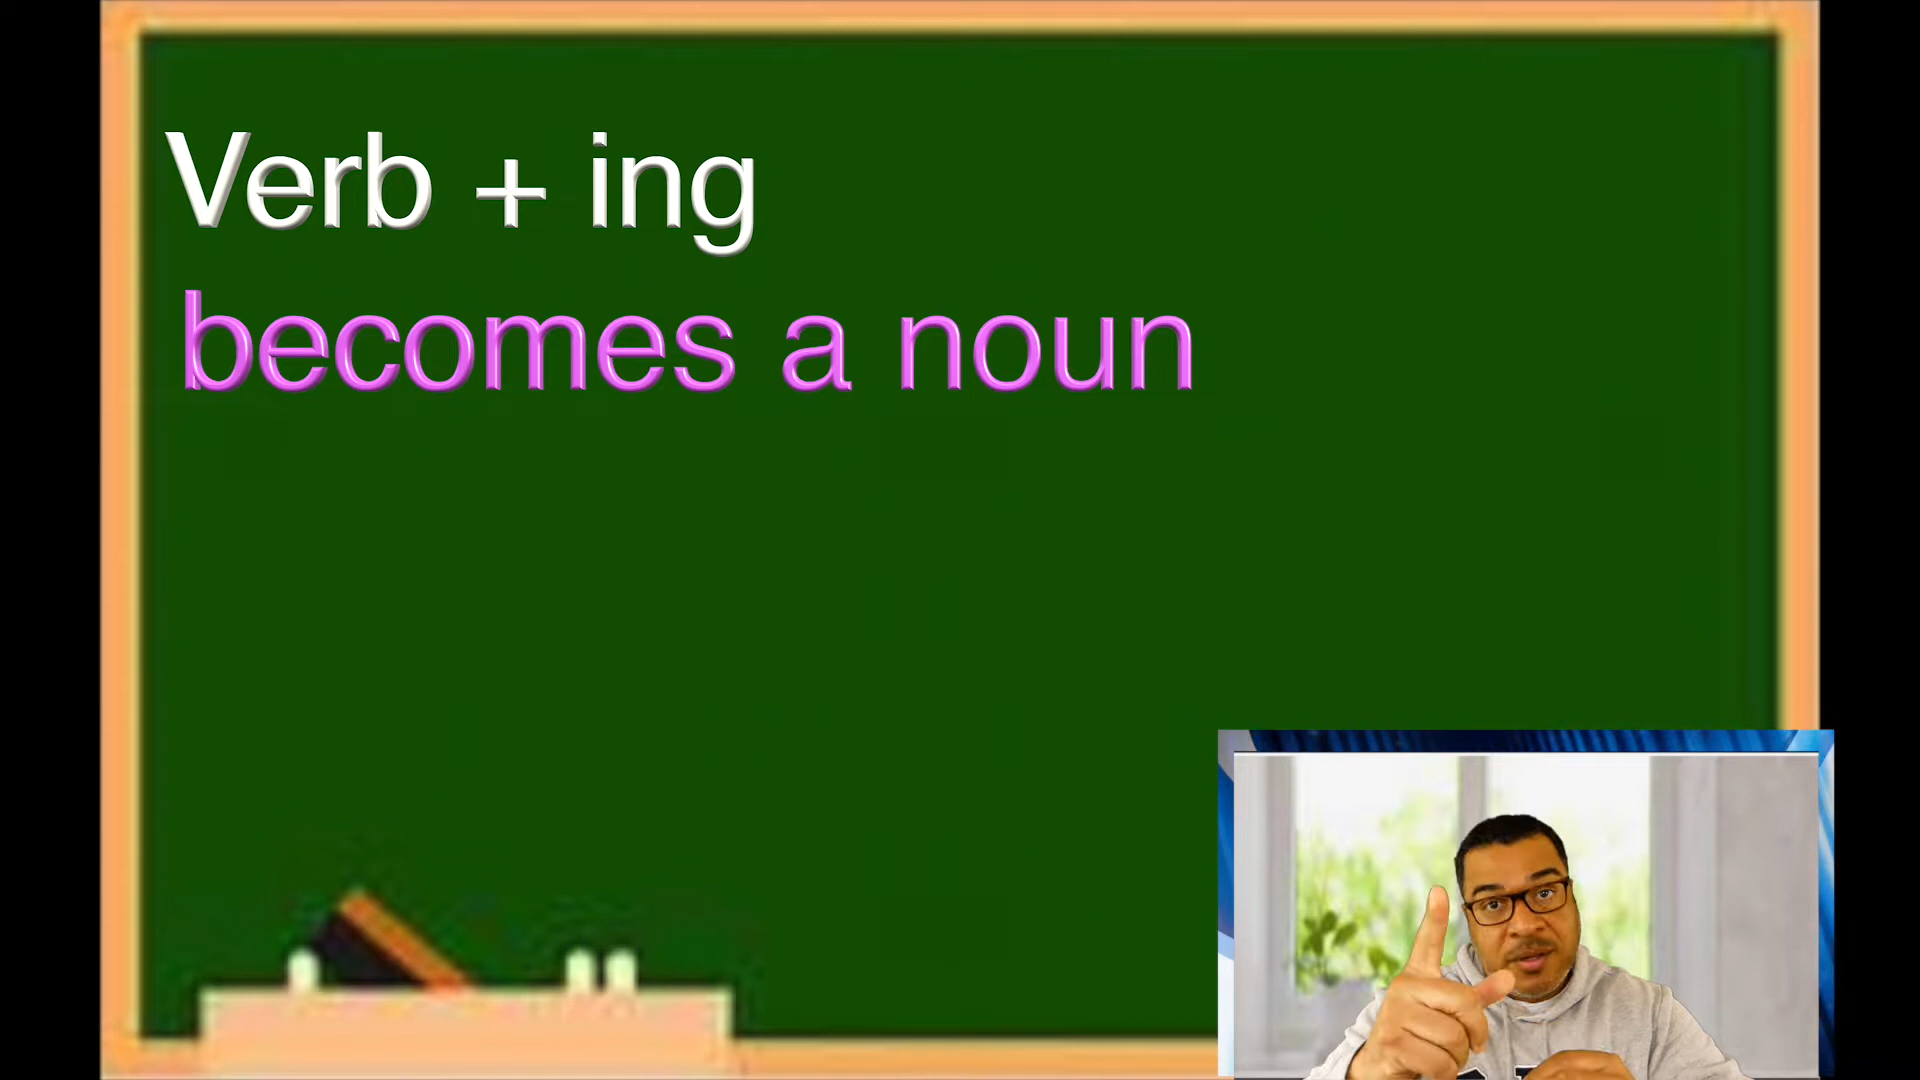 Verb + ing
becomes a noun